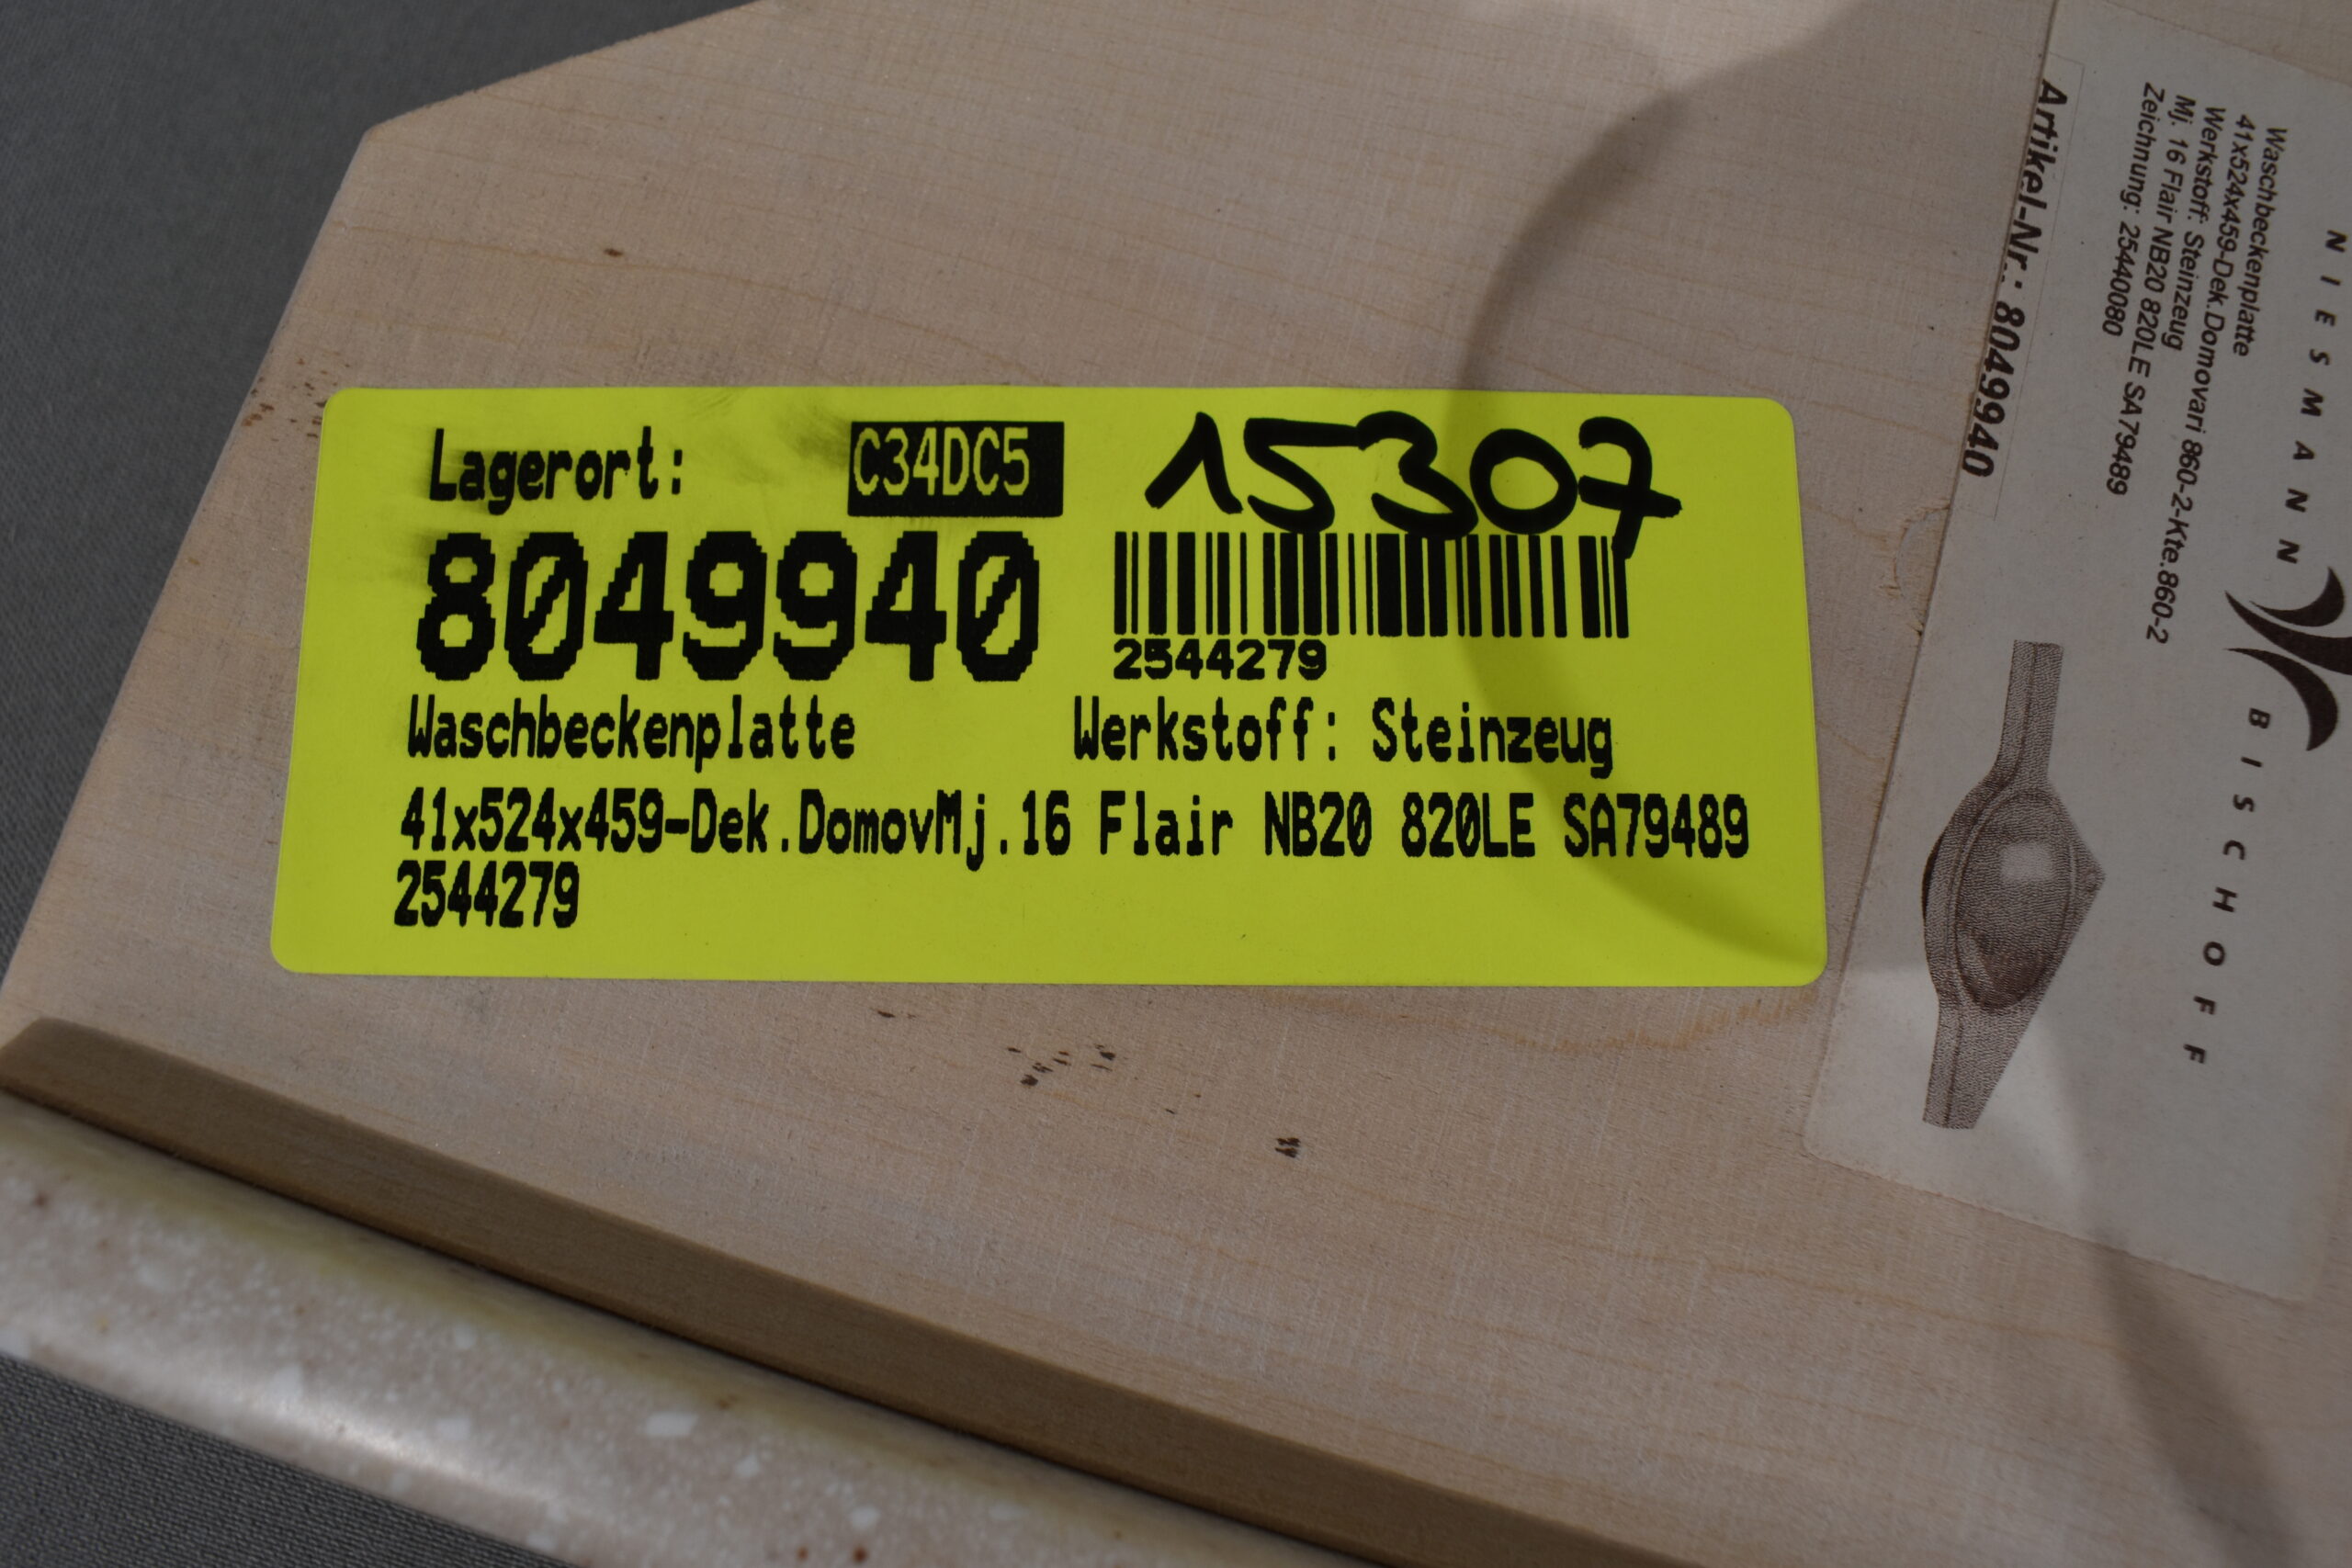 Lagerort: C34DC5 15307
8049940
2544279
Waschbeckenplatte Werkstoff: Steinzeug
41x524x459-Dek.DomovMj.16 Flair NB20 820LE SA79489
2544279
NIESMANN BISCHOFF
Waschbeckenplatte
41x524x459-Dek.Domovari 860-2-Kte.860-2
Werkstoff: Steinzeug
Mj. 16 Flair NB20 820LE SA79489
Zeichnung: 25440080
Artikel-Nr.: 8049940